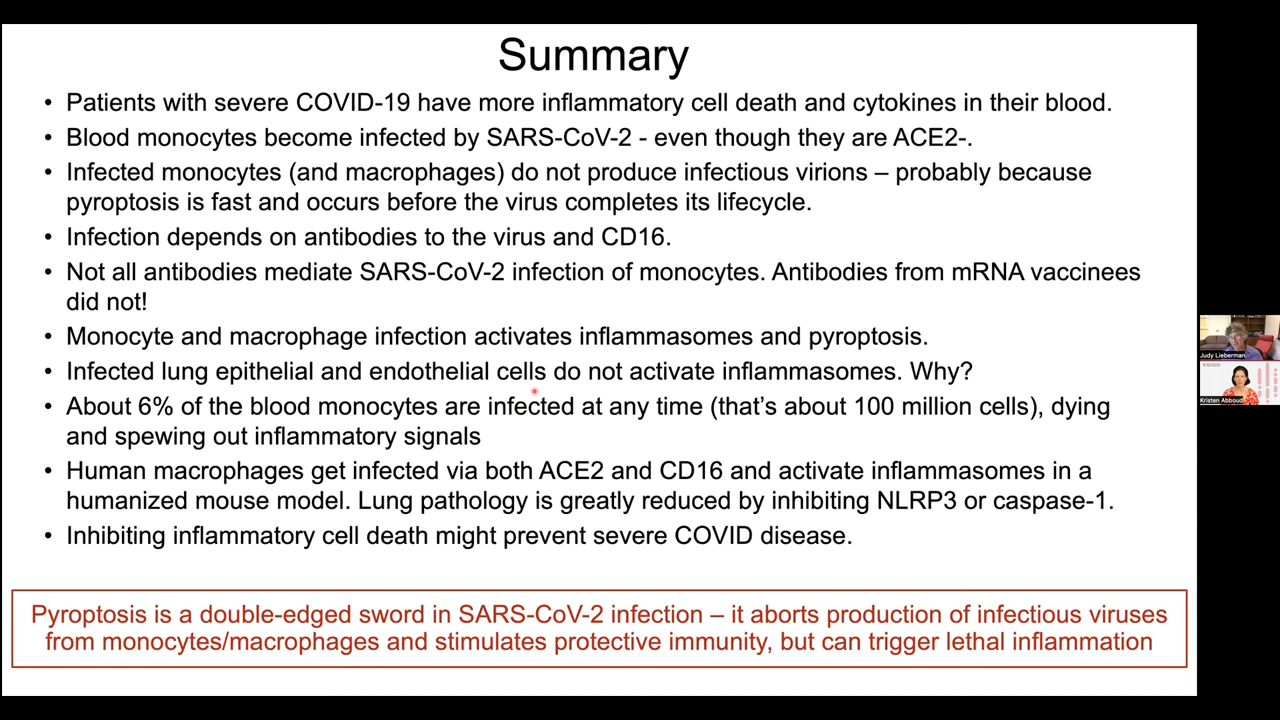 Summary
• Patients with severe COVID-19 have more inflammatory cell death and cytokines in their blood.
• Blood monocytes become infected by SARS-CoV-2 - even though they are ACE2-.
• Infected monocytes (and macrophages) do not produce infectious virions – probably because
pyroptosis is fast and occurs before the virus completes its lifecycle.
• Infection depends on antibodies to the virus and CD16.
• Not all antibodies mediate SARS-CoV-2 infection of monocytes. Antibodies from mRNA vaccinees
did not!
• Monocyte and macrophage infection activates inflammasomes and pyroptosis.
• Infected lung epithelial and endothelial cells do not activate inflammasomes. Why?
• About 6% of the blood monocytes are infected at any time (that's about 100 million cells), dying
and spewing out inflammatory signals
• Human macrophages get infected via both ACE2 and CD16 and activate inflammasomes in a
humanized mouse model. Lung pathology is greatly reduced by inhibiting NLRP3 or caspase-1.
• Inhibiting inflammatory cell death might prevent severe COVID disease.
Pyroptosis is a double-edged sword in SARS-CoV-2 infection – it aborts production of infectious viruses
from monocytes/macrophages and stimulates protective immunity, but can trigger lethal inflammation
Judy Lieberman
Kristen Abboud